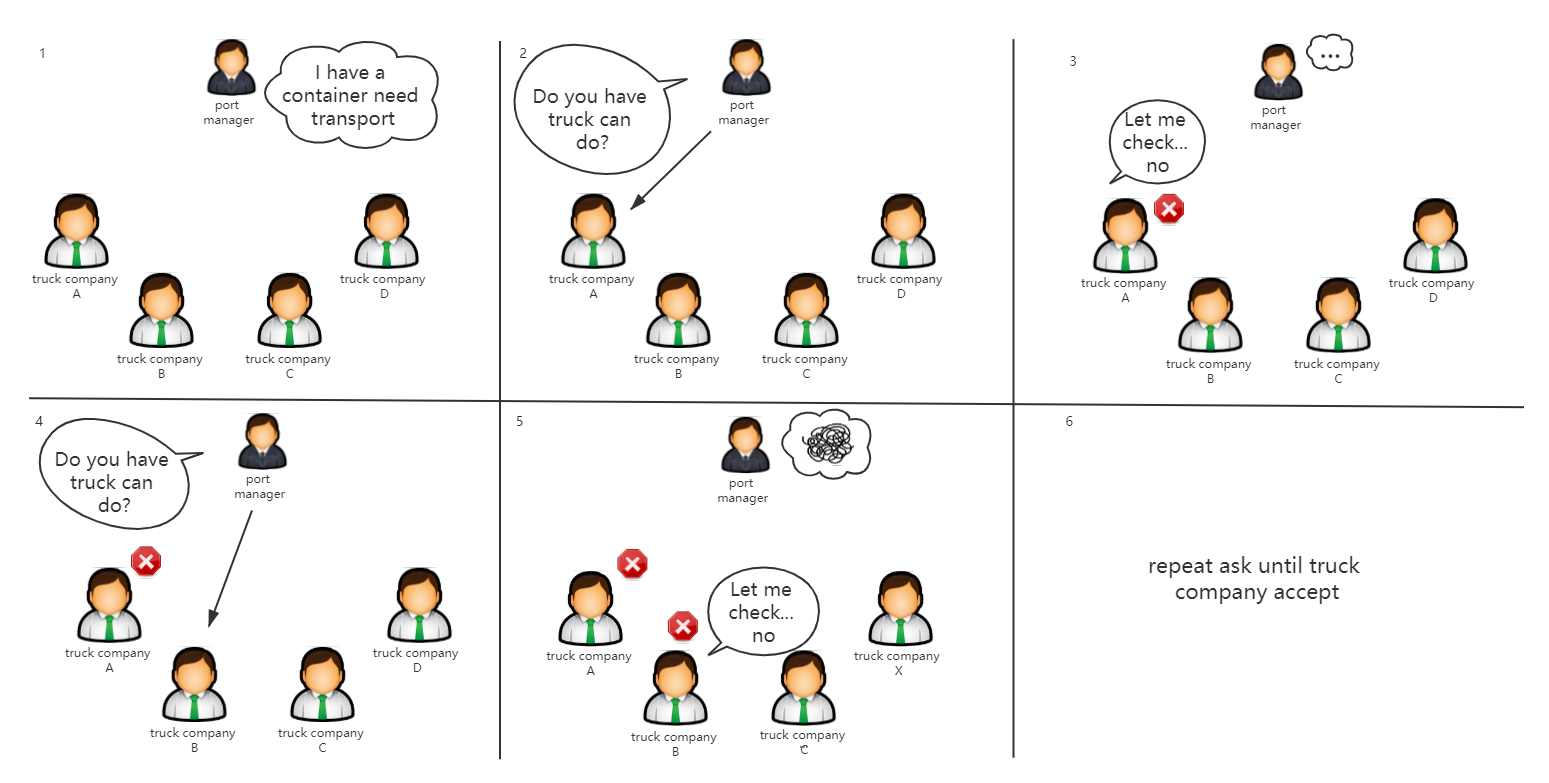 1
I have a
container need
transport
port
manager
truck company
A
truck company
B
truck company
C
truck company
D
2
Do you have
truck can
do?
port
manager
truck company
A
truck company
B
truck company
C
truck company
D
3
...
port
manager
Let me
check...
no
truck company
A
truck company
B
truck company
C
truck company
D
4
Do you have
truck can
do?
port
manager
truck company
A
truck company
B
truck company
C
truck company
D
5
port
manager
Let me
check...
no
truck company
A
truck company
B
truck company
C
truck company
X
6
repeat ask until truck
company accept